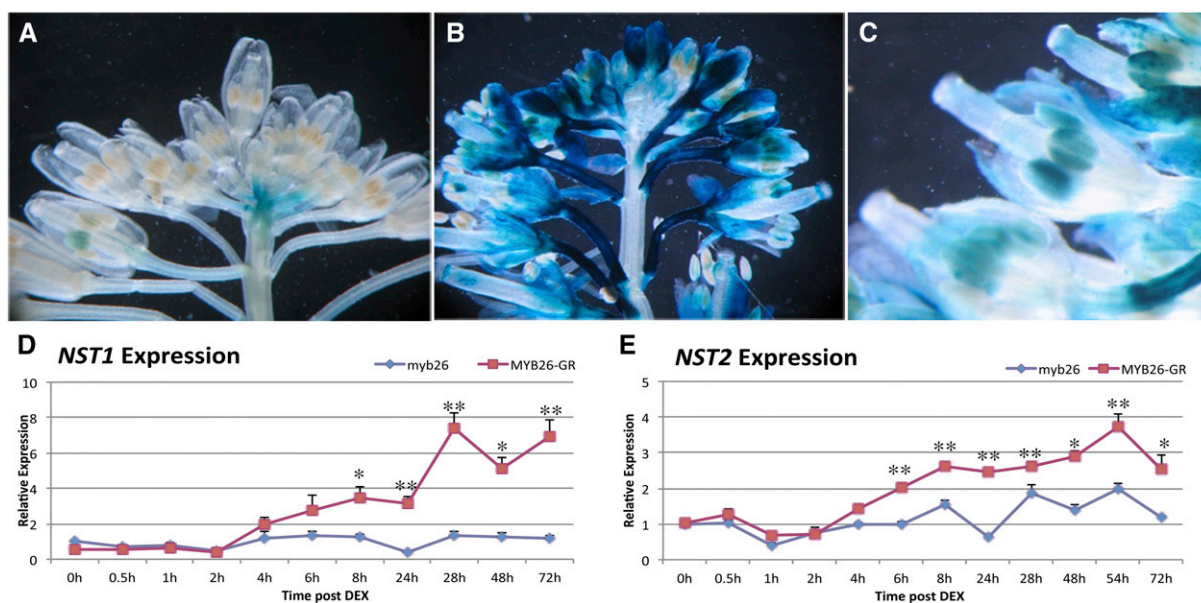 A
B
C
D NST1 Expression
myb26 MYB26-GR
10
8
6
4
2
0
Relative Expression
** * ** ** * **
0h 0.5h 1h 2h 4h 6h 8h 24h 28h 48h 72h
Time post DEX
E NST2 Expression
myb26 MYB26-GR
5
4
3
2
1
0
Relative Expression
** ** ** ** * ** *
0h 0.5h 1h 2h 4h 6h 8h 24h 28h 48h 54h 72h
Time post DEX